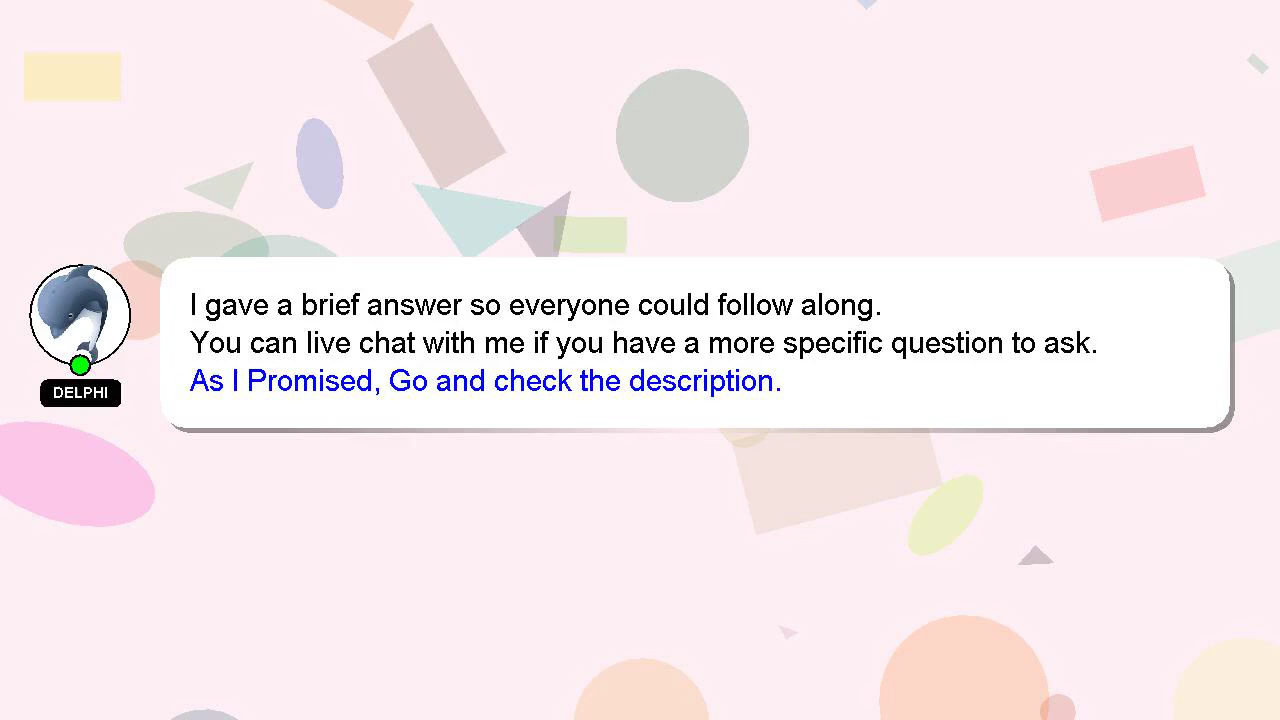 I gave a brief answer so everyone could follow along.
You can live chat with me if you have a more specific question to ask.
As I Promised, Go and check the description.
DELPHI